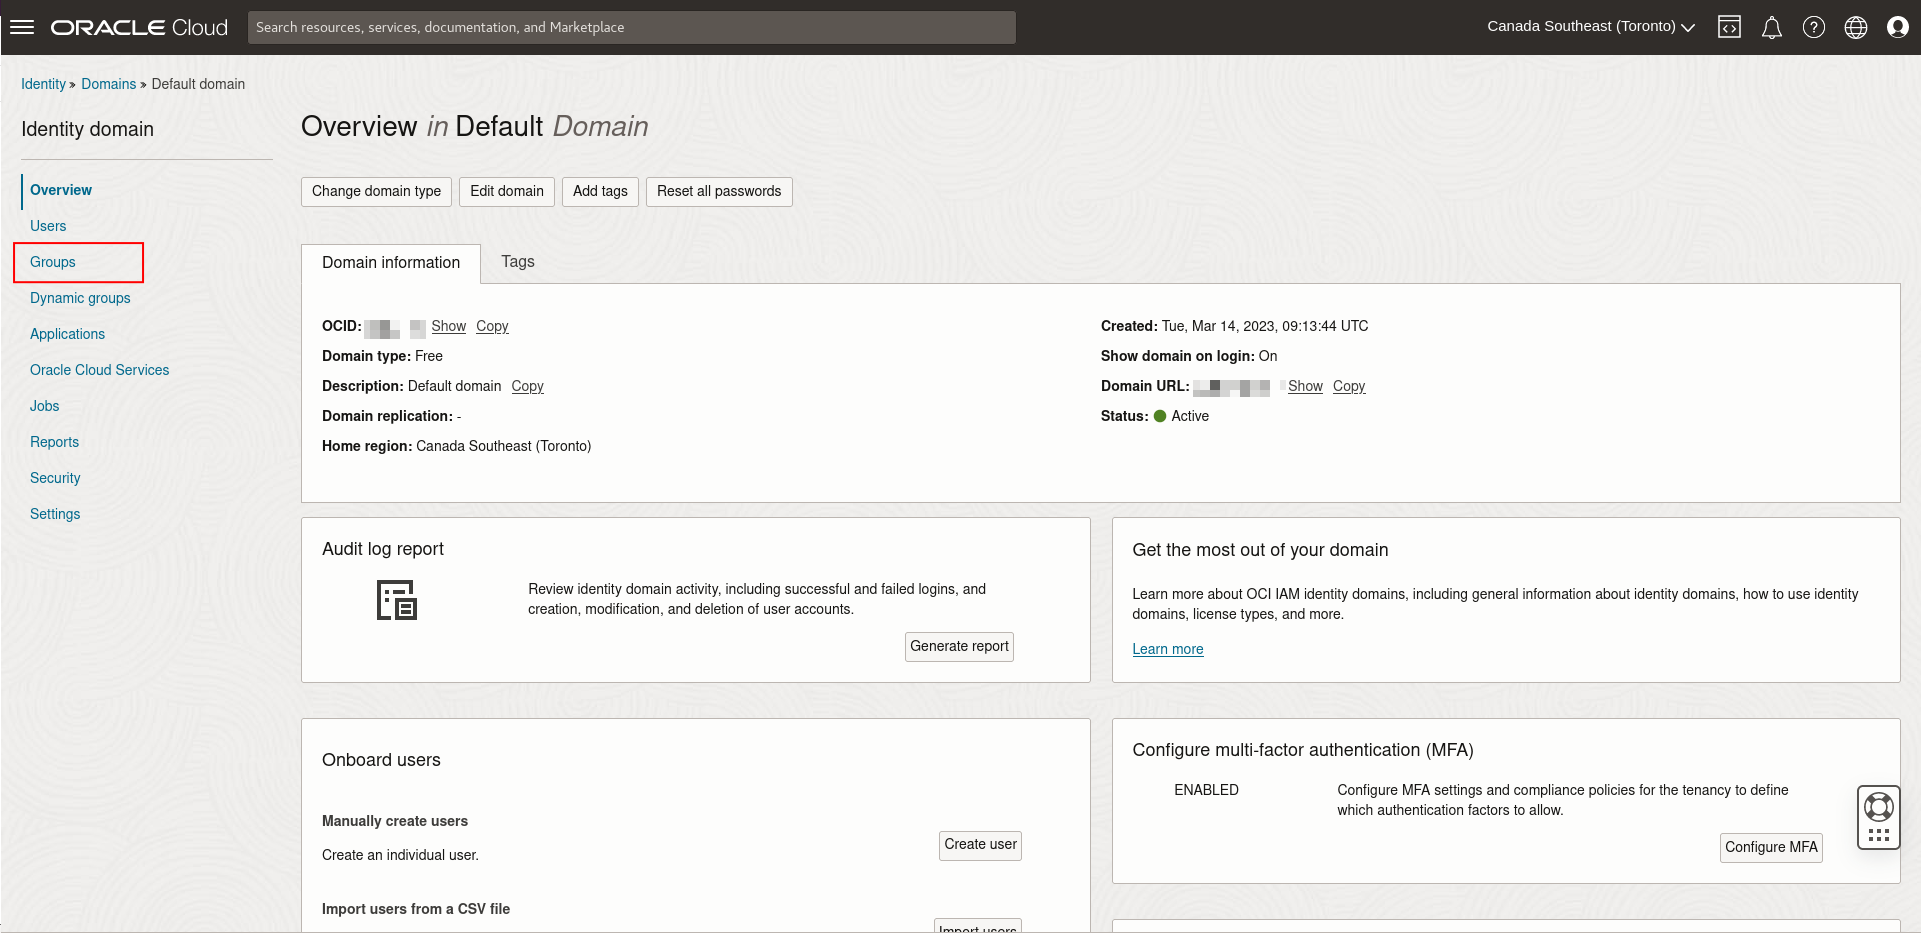 ORACLE Cloud
Search resources, services, documentation, and Marketplace
Canada Southeast (Toronto)
Identity » Domains » Default domain
Identity domain
Overview
Users
Groups
Dynamic groups
Applications
Oracle Cloud Services
Jobs
Reports
Security
Settings
Overview in Default Domain
Change domain type
Edit domain
Add tags
Reset all passwords
Domain information
Tags
OCID: Show Copy
Domain type: Free
Description: Default domain Copy
Domain replication: -
Home region: Canada Southeast (Toronto)
Created: Tue, Mar 14, 2023, 09:13:44 UTC
Show domain on login: On
Domain URL: Show Copy
Status: Active
Audit log report
Review identity domain activity, including successful and failed logins, and
creation, modification, and deletion of user accounts.
Generate report
Get the most out of your domain
Learn more about OCI IAM identity domains, including general information about identity domains, how to use identity
domains, license types, and more.
Learn more
Onboard users
Manually create users
Create an individual user.
Create user
Import users from a CSV file
Import users
Configure multi-factor authentication (MFA)
ENABLED
Configure MFA settings and compliance policies for the tenancy to define
which authentication factors to allow.
Configure MFA